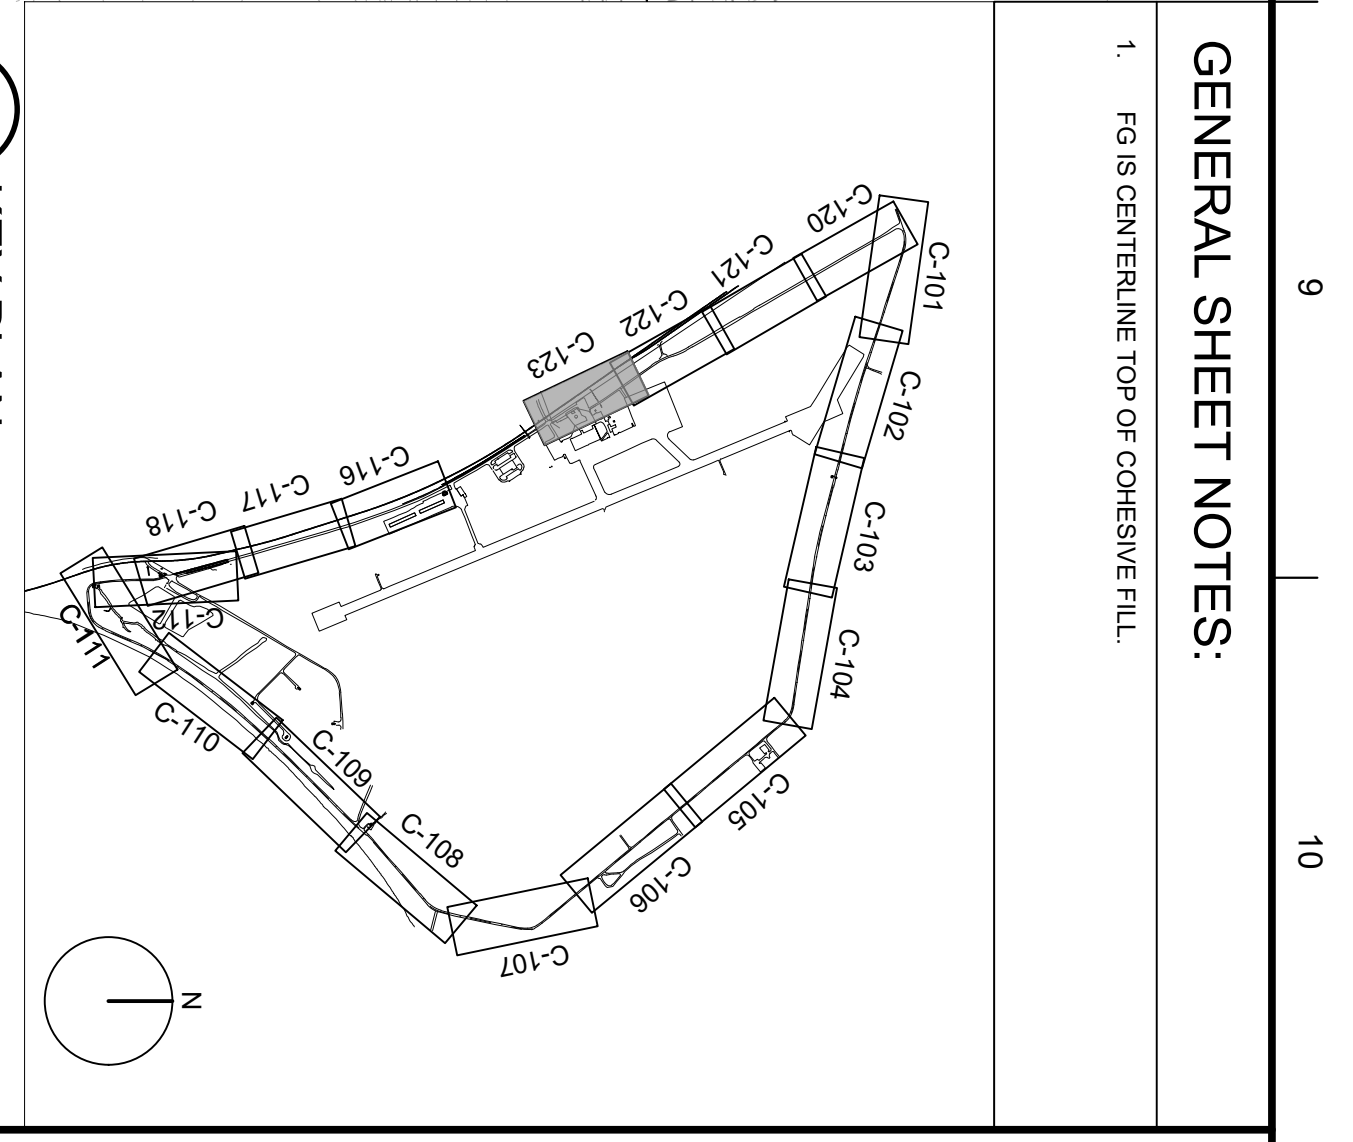 9
10
GENERAL SHEET NOTES:
1. FG IS CENTERLINE TOP OF COHESIVE FILL.
C-101
C-102
C-103
C-104
C-105
C-106
C-107
C-108
C-109
C-110
C-111
C-112
C-118
C-117
C-116
C-123
C-122
C-121
C-120
N